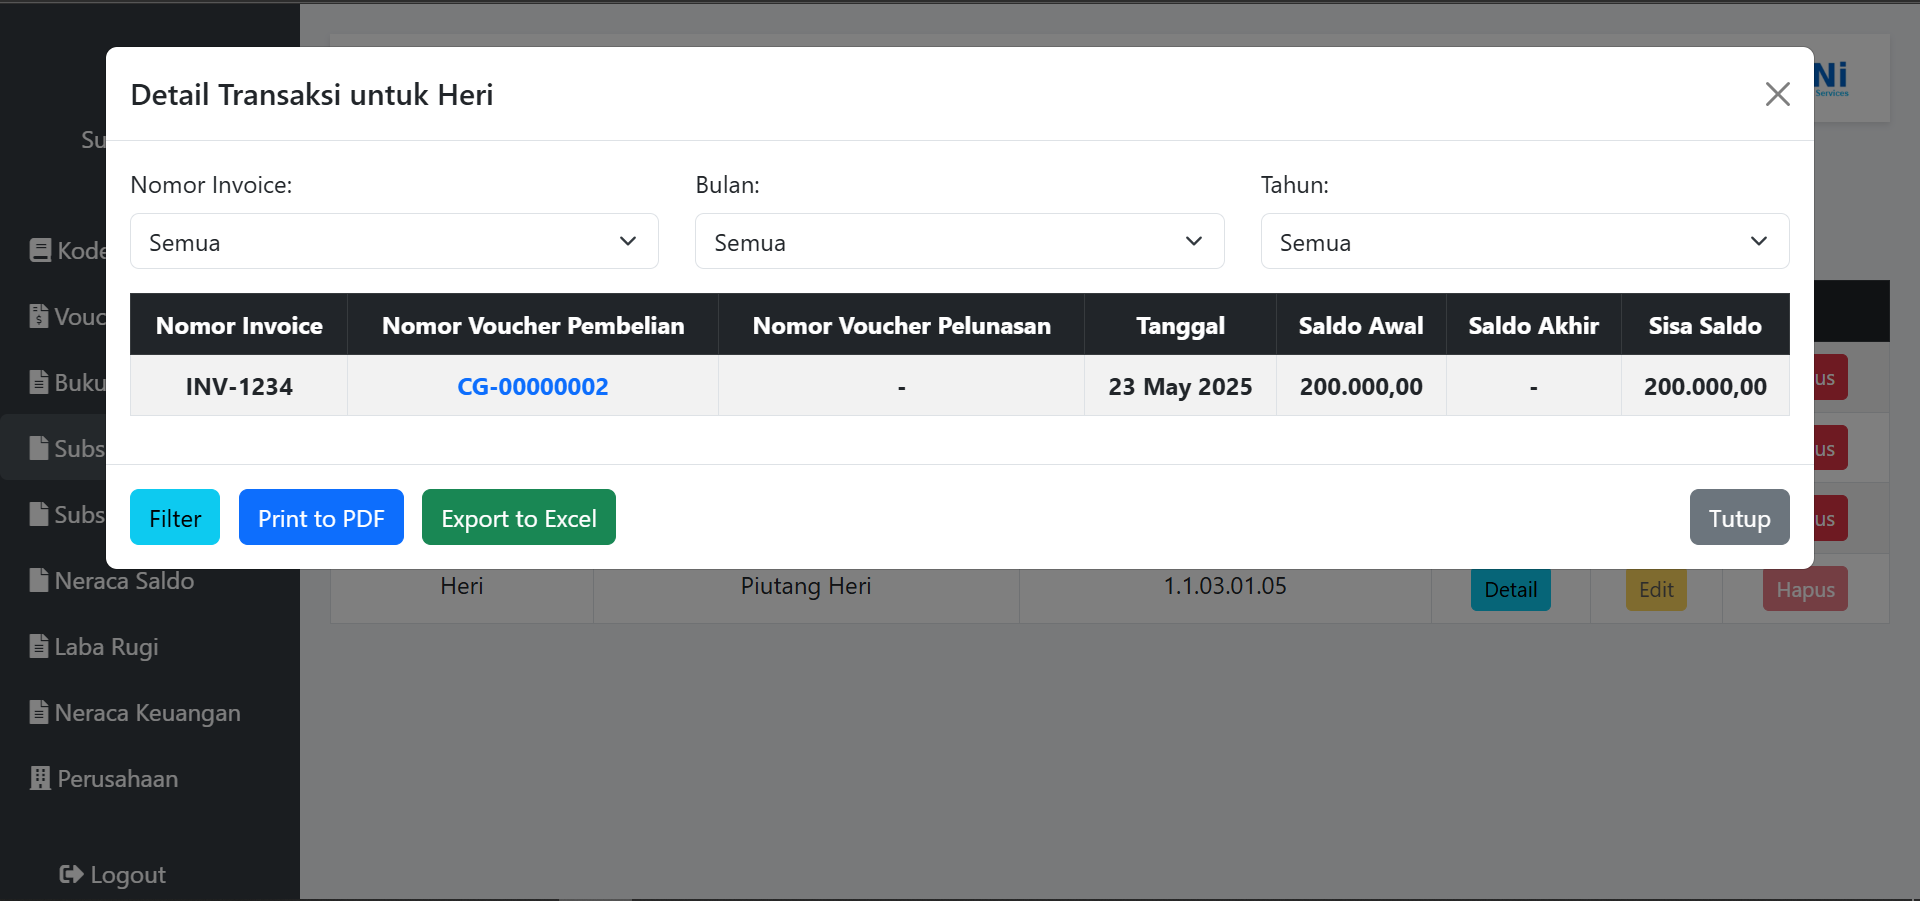 Detail Transaksi untuk Heri
Ni
Services
Nomor Invoice: Bulan: Tahun:
Semua Semua Semua
Nomor Invoice Nomor Voucher Pembelian Nomor Voucher Pelunasan Tanggal Saldo Awal Saldo Akhir Sisa Saldo
INV-1234 CG-00000002 - 23 May 2025 200.000,00 - 200.000,00
Filter Print to PDF Export to Excel Tutup
Su
Kode
Vouc
Buku
Subs
Subs
Neraca Saldo
Laba Rugi
Neraca Keuangan
Perusahaan
Logout
us
us
us
Heri Piutang Heri 1.1.03.01.05 Detail Edit Hapus